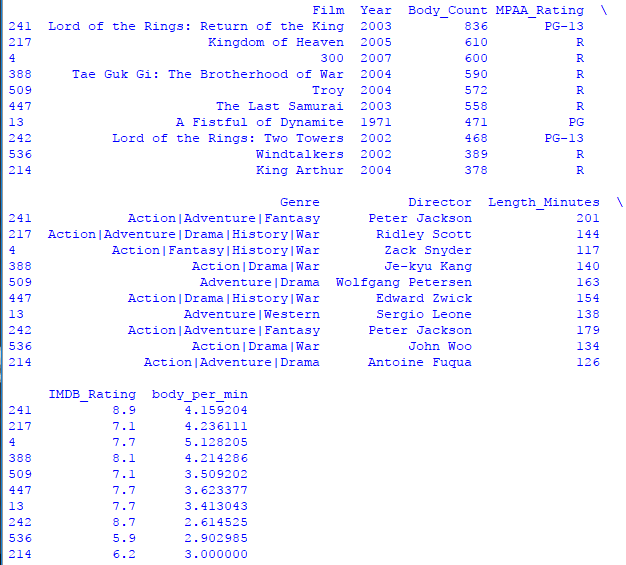 Film Year Body_Count MPAA_Rating \
241 Lord of the Rings: Return of the King 2003 836 PG-13
217 Kingdom of Heaven 2005 610 R
4 300 2007 600 R
388 Tae Guk Gi: The Brotherhood of War 2004 590 R
509 Troy 2004 572 R
447 The Last Samurai 2003 558 R
13 A Fistful of Dynamite 1971 471 PG
242 Lord of the Rings: Two Towers 2002 468 PG-13
536 Windtalkers 2002 389 R
214 King Arthur 2004 378 R
Genre Director Length_Minutes \
241 Action|Adventure|Fantasy Peter Jackson 201
217 Action|Adventure|Drama|History|War Ridley Scott 144
4 Action|Fantasy|History|War Zack Snyder 117
388 Action|Drama|War Je-kyu Kang 140
509 Adventure|Drama Wolfgang Petersen 163
447 Action|Drama|History|War Edward Zwick 154
13 Adventure|Western Sergio Leone 138
242 Action|Adventure|Fantasy Peter Jackson 179
536 Action|Drama|War John Woo 134
214 Action|Adventure|Drama Antoine Fuqua 126
IMDB_Rating body_per_min
241 8.9 4.159204
217 7.1 4.236111
4 7.7 5.128205
388 8.1 4.214286
509 7.1 3.509202
447 7.7 3.623377
13 7.7 3.413043
242 8.7 2.614525
536 5.9 2.902985
214 6.2 3.000000